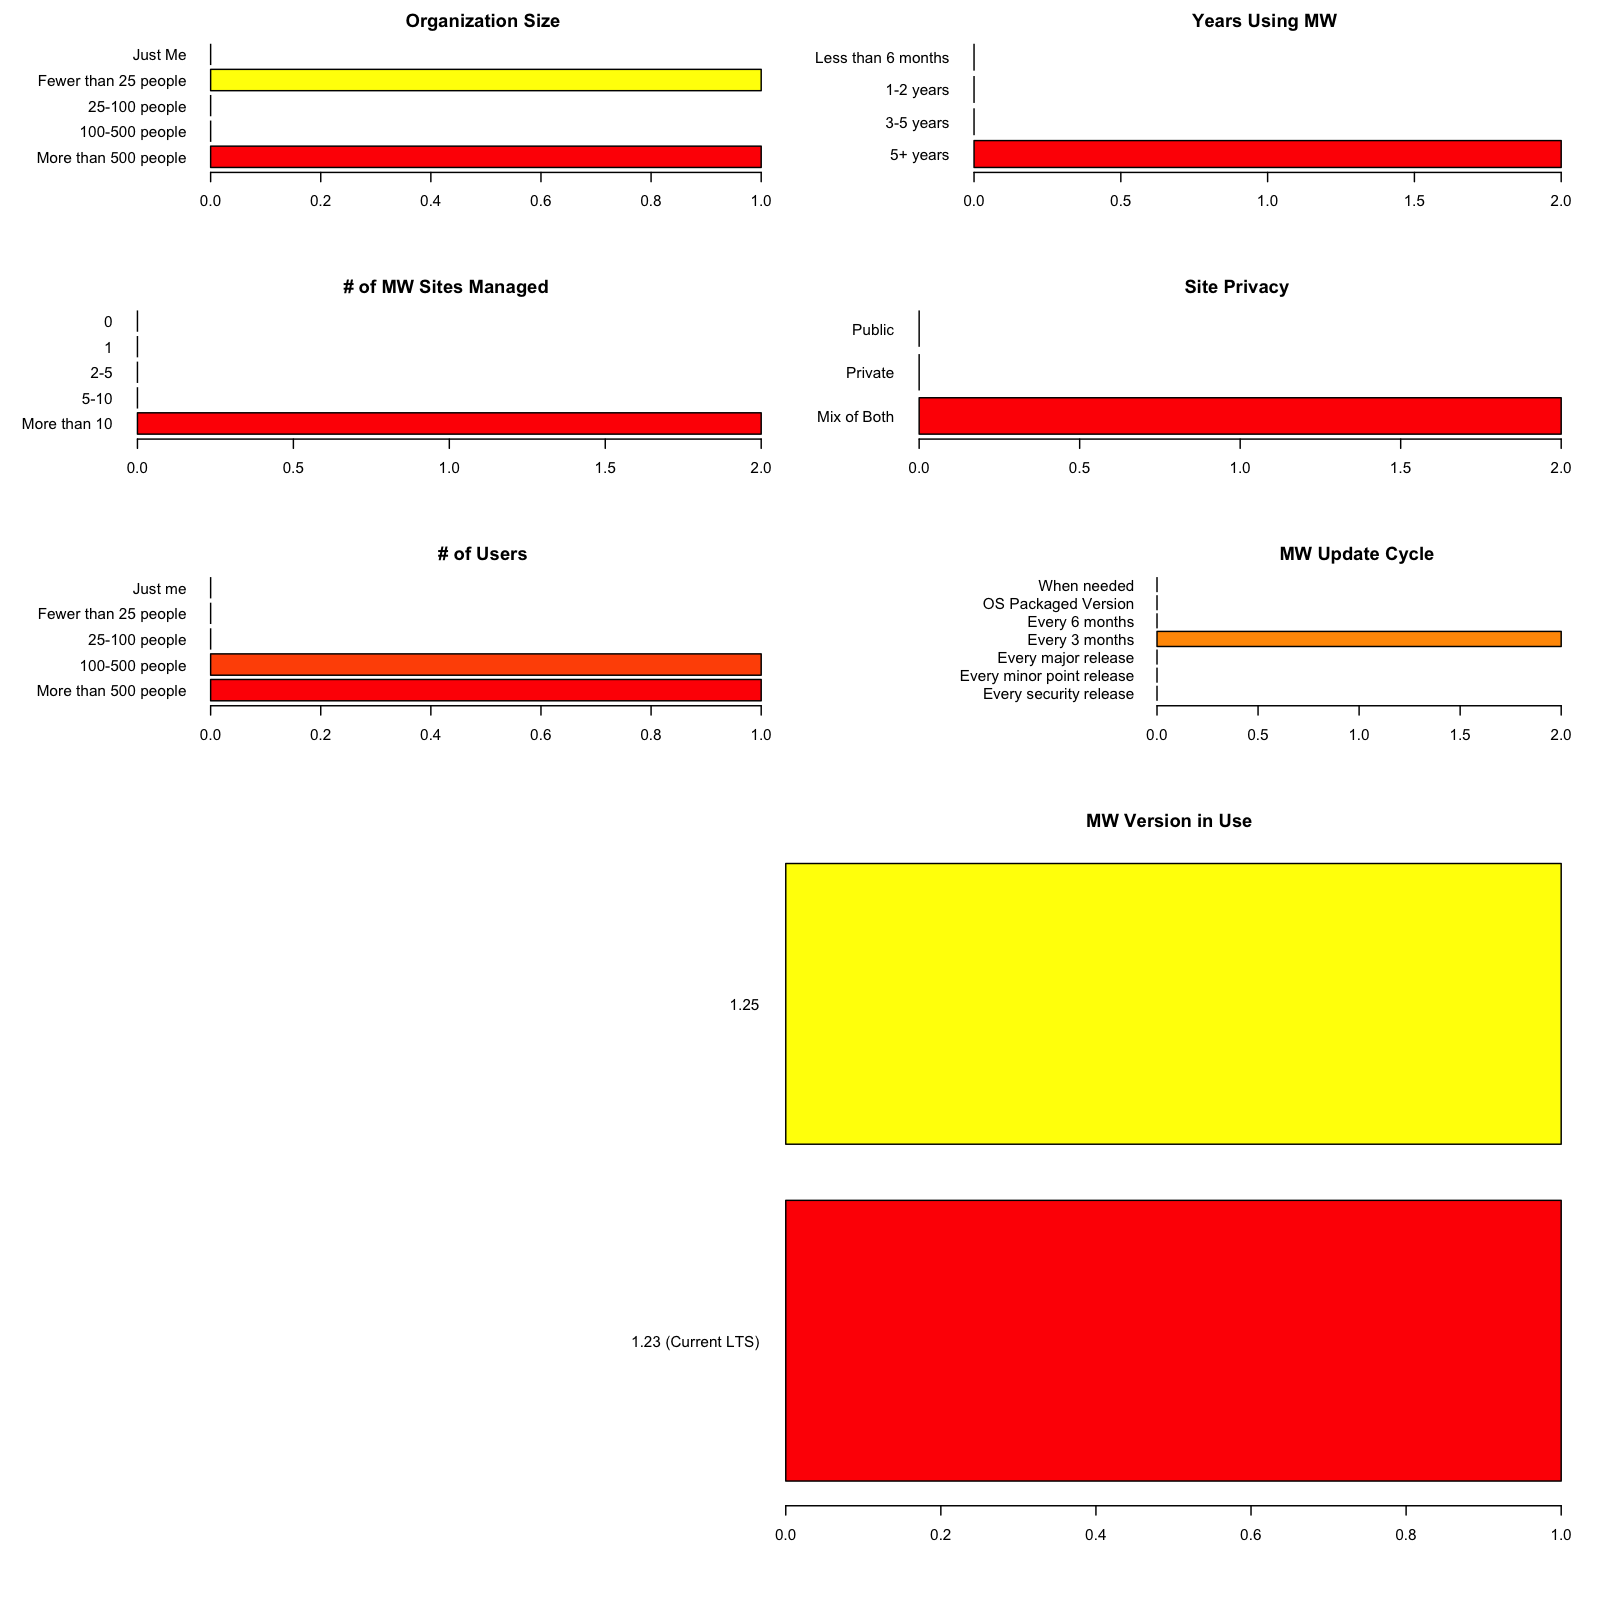 Organization Size
Just Me
Fewer than 25 people
25-100 people
100-500 people
More than 500 people
0.0 0.2 0.4 0.6 0.8 1.0
Years Using MW
Less than 6 months
1-2 years
3-5 years
5+ years
0.0 0.5 1.0 1.5 2.0
# of MW Sites Managed
0
1
2-5
5-10
More than 10
0.0 0.5 1.0 1.5 2.0
Site Privacy
Public
Private
Mix of Both
0.0 0.5 1.0 1.5 2.0
# of Users
Just me
Fewer than 25 people
25-100 people
100-500 people
More than 500 people
0.0 0.2 0.4 0.6 0.8 1.0
MW Update Cycle
When needed
OS Packaged Version
Every 6 months
Every 3 months
Every major release
Every minor point release
Every security release
0.0 0.5 1.0 1.5 2.0
MW Version in Use
1.25
1.23 (Current LTS)
0.0 0.2 0.4 0.6 0.8 1.0